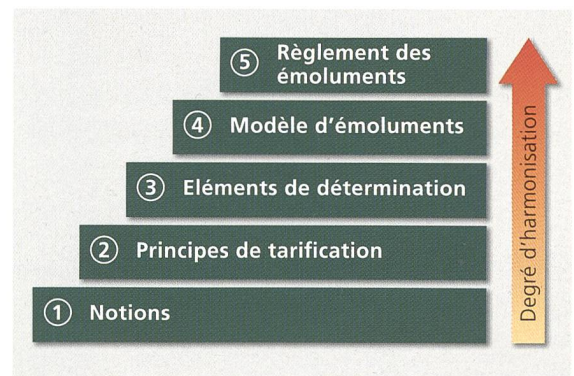 ⑤ Règlement des
émoluments
④ Modèle d'émoluments
③ Eléments de détermination
② Principes de tarification
① Notions
Degré d'harmonisation